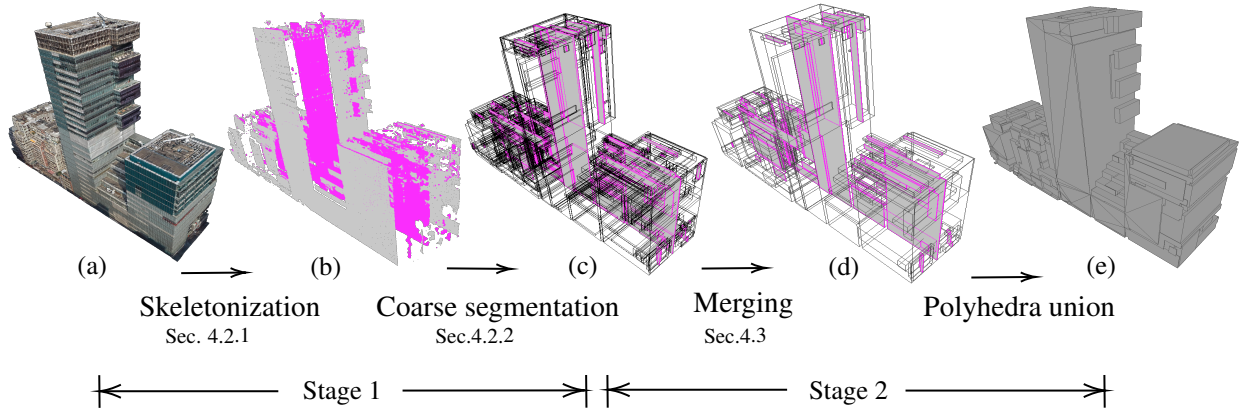 (a)
(b)
(c)
(d)
(e)
Skeletonization
Coarse segmentation
Merging
Polyhedra union
Sec. 4.2.1
Sec.4.2.2
Sec.4.3
Stage 1
Stage 2